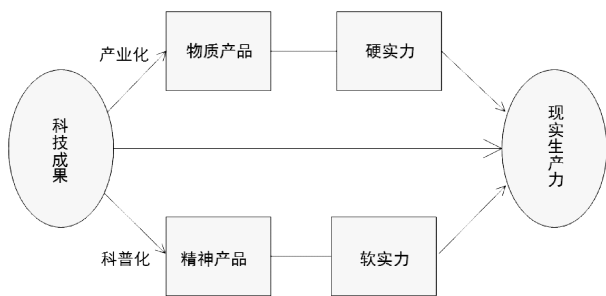 产业化
物质产品
硬实力
科技成果
现实生产力
科普化
精神产品
软实力